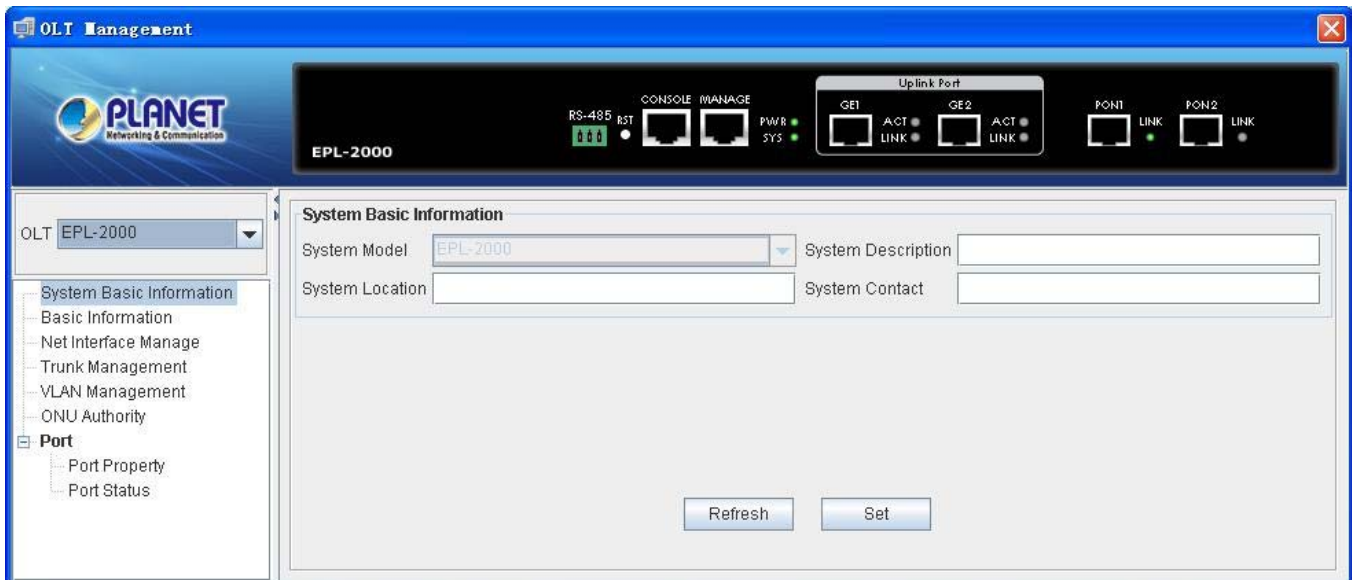 OLT Management
PLANET
Networking & Communication
EPL-2000
RS-485
RST
CONSOLE
MANAGE
PWR
SYS
Uplink Port
GE1
ACT
LINK
GE2
ACT
LINK
PON1
LINK
PON2
LINK
OLT EPL-2000
System Basic Information
Basic Information
Net Interface Manage
Trunk Management
VLAN Management
ONU Authority
Port
Port Property
Port Status
System Basic Information
System Model EPL-2000 System Description
System Location System Contact
Refresh Set